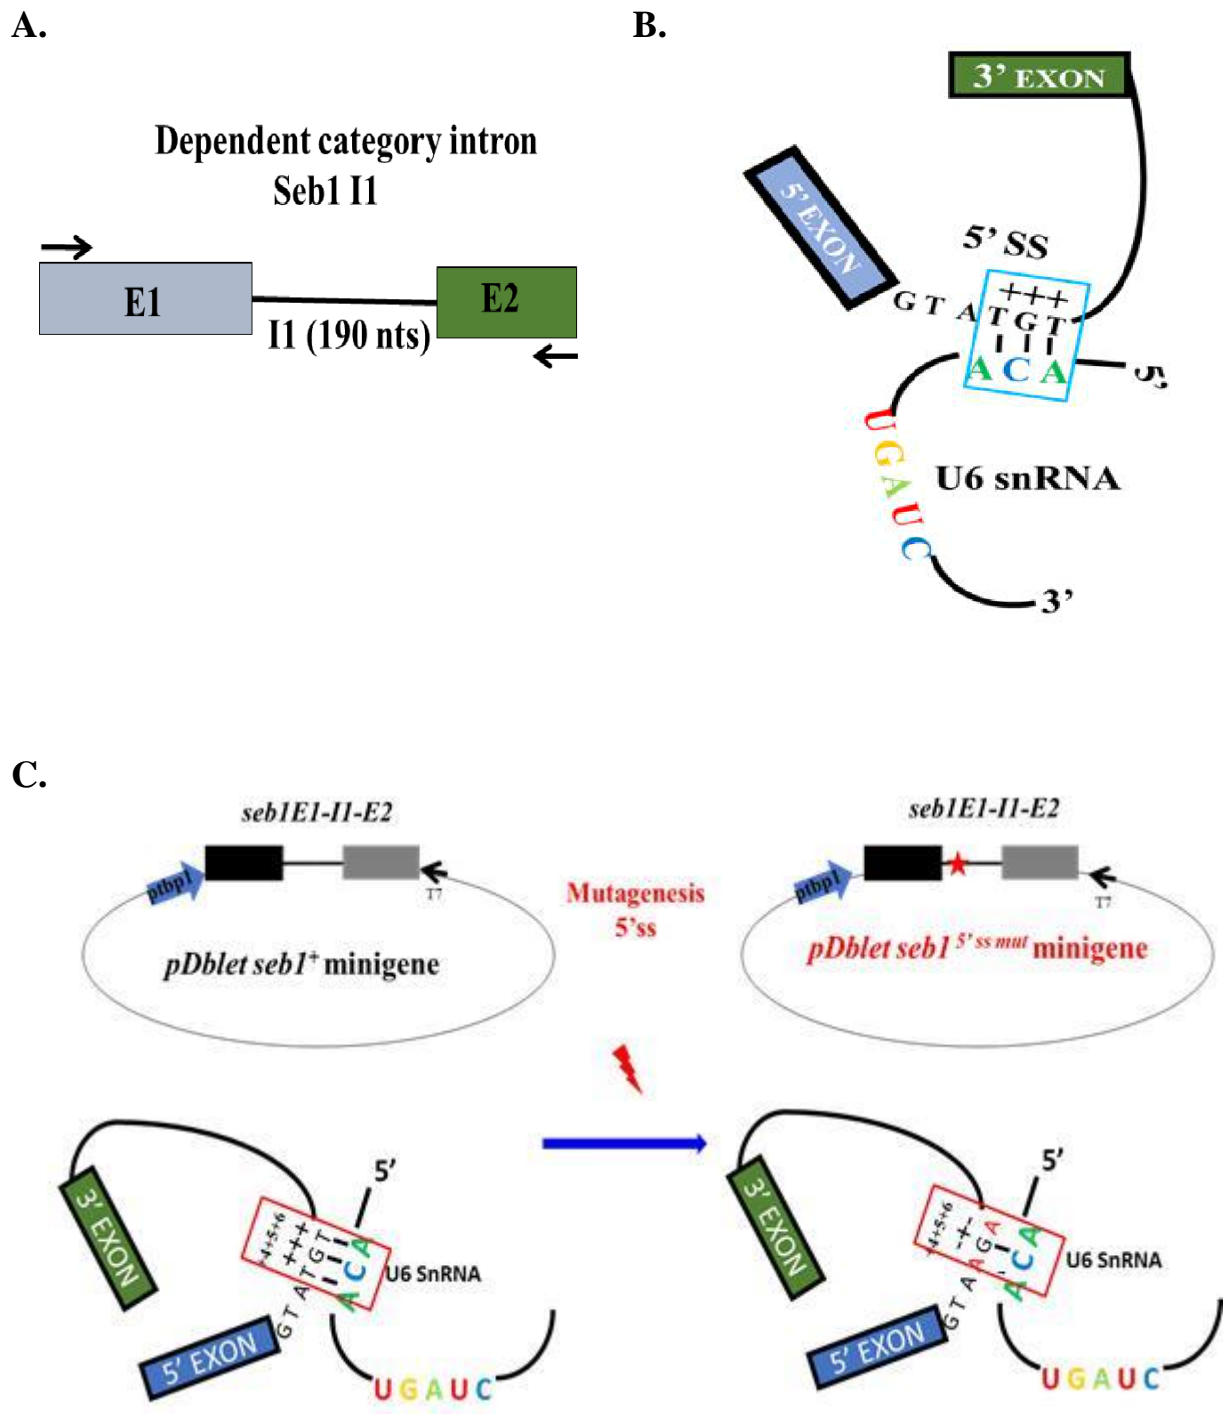 A.
Dependent category intron
Seb1 I1
E1
I1 (190 nts)
E2
B.
3’ EXON
5’ EXON
5’ SS
+++
G T A T G T
A C A
5’
U G A U C
U6 snRNA
3’
C.
seb1E1-I1-E2
ptbp1
T7
pDblet seb1+ minigene
Mutagenesis
5’ss
seb1E1-I1-E2
ptbp1
T7
pDblet seb1 5’ ss mut minigene
3’ EXON
5’
+4+5+6
+++
G T A T G T
A C A
U6 SnRNA
5’ EXON
U G A U C
3’ EXON
5’
+4+5+6
-+-
G T A A G A
A C A
U6 SnRNA
5’ EXON
U G A U C